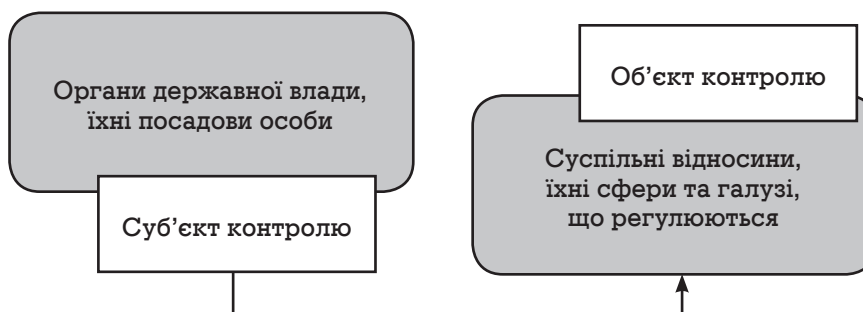 Органи державної влади,
їхні посадови особи
Суб’єкт контролю
Об’єкт контролю
Суспільні відносини,
їхні сфери та галузі,
що регулюються